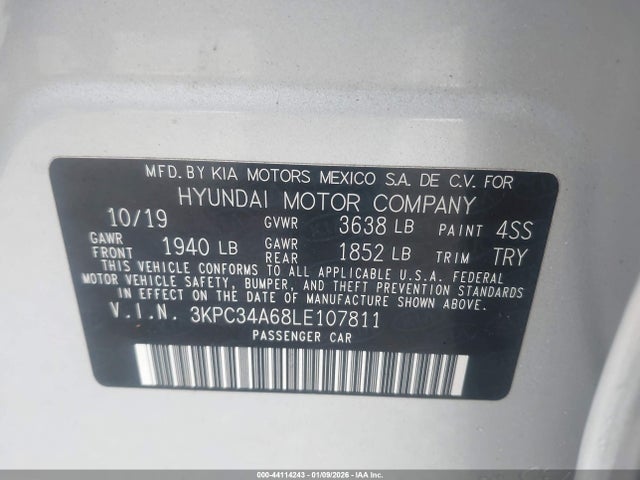 MFD. BY KIA MOTORS MEXICO S.A. DE C.V. FOR
HYUNDAI MOTOR COMPANY
10/19 GVWR 3638 LB PAINT 4SS
GAWR FRONT 1940 LB GAWR REAR 1852 LB TRIM TRY
THIS VEHICLE CONFORMS TO ALL APPLICABLE U.S.A. FEDERAL
MOTOR VEHICLE SAFETY, BUMPER, AND THEFT PREVENTION STANDARDS
IN EFFECT ON THE DATE OF MANUFACTURE SHOWN ABOVE.
V.I.N. 3KPC34A68LE107811
PASSENGER CAR
000-44114243 - 01/09/2026 - IAAI.COM